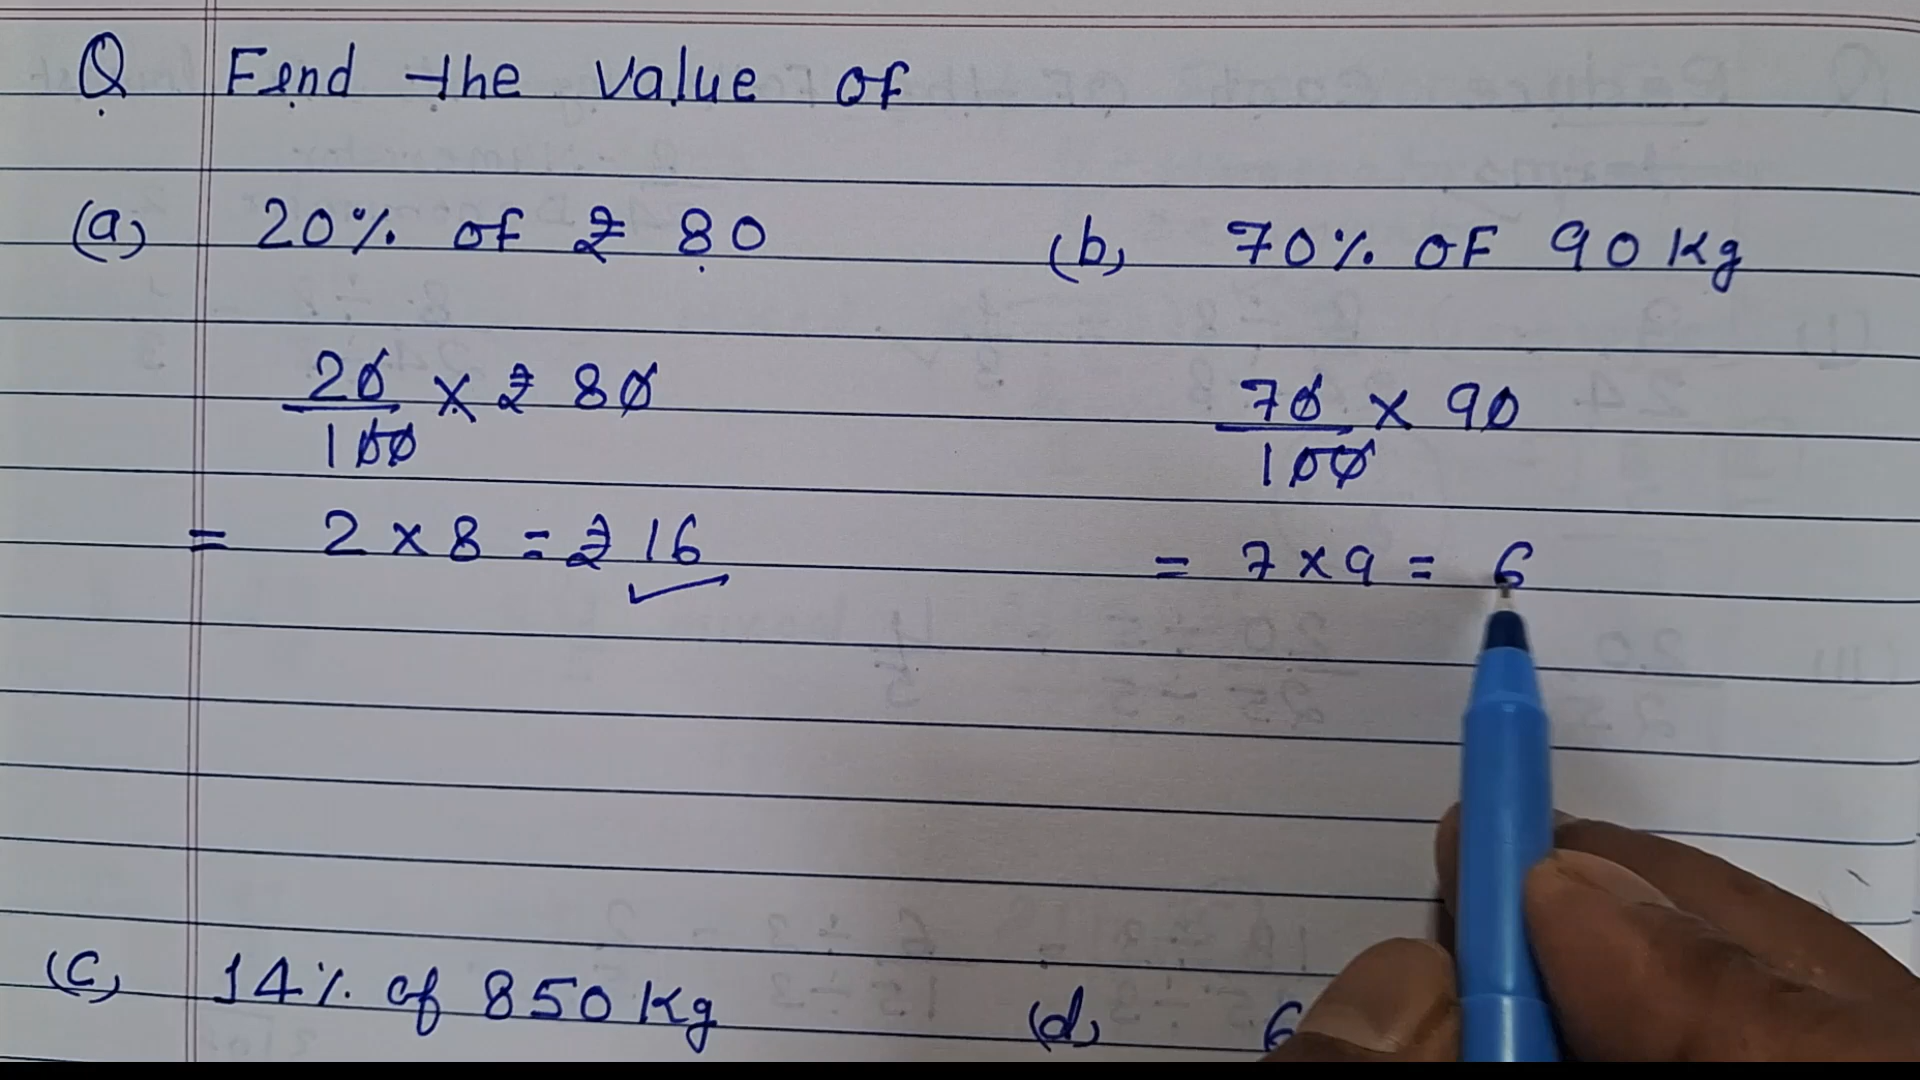 Q Find the value of
(a) 20% of ₹ 80
20/100 x ₹ 80
= 2 x 8 = ₹ 16
(b) 70% OF 90 Kg
70/100 x 90
= 7 x 9 = 6
(c) 14% of 850 Kg
(d) 6